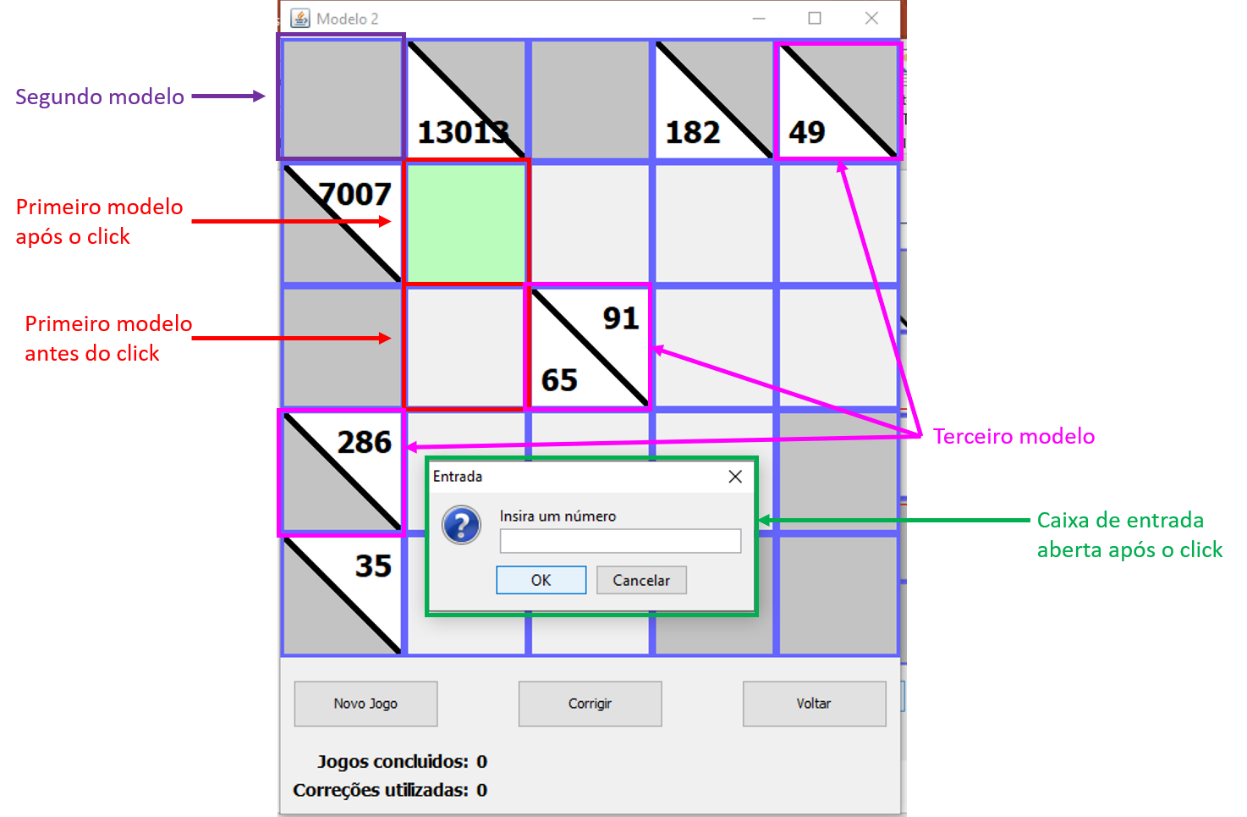 Modelo 2
Segundo modelo
13013
182
49
7007
Primeiro modelo
após o click
Primeiro modelo
antes do click
91
65
286
Terceiro modelo
Entrada
Insira um número
OK
Cancelar
Caixa de entrada
aberta após o click
35
Novo Jogo
Corrigir
Voltar
Jogos concluidos: 0
Correções utilizadas: 0